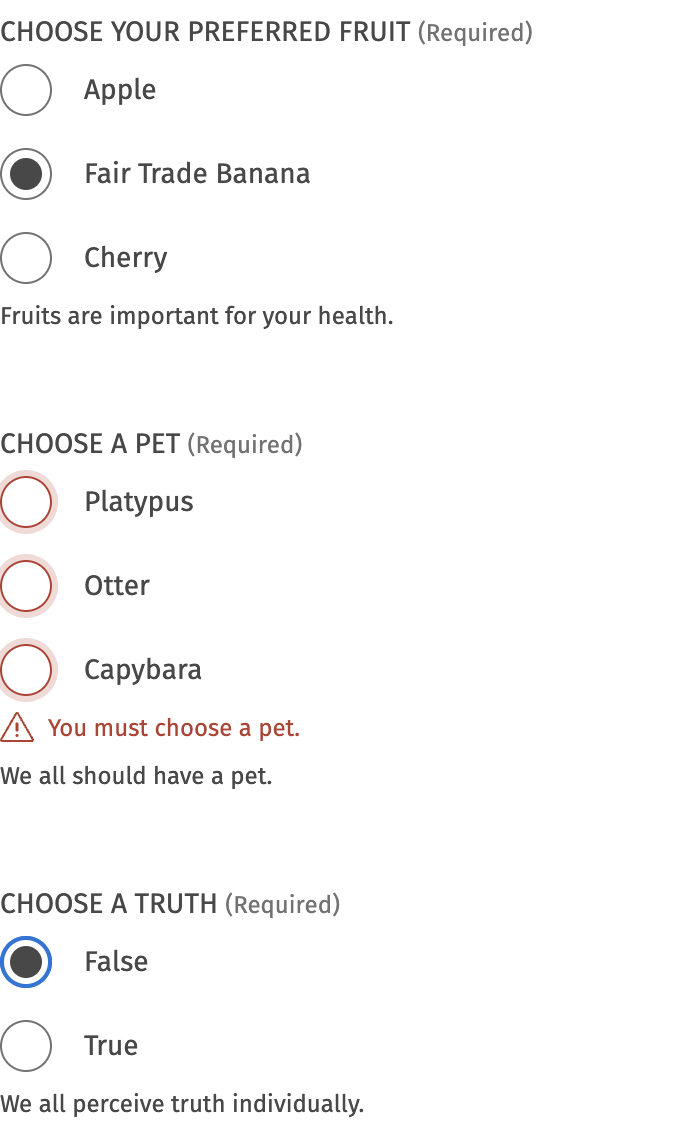 CHOOSE YOUR PREFERRED FRUIT (Required)
Apple
Fair Trade Banana
Cherry
Fruits are important for your health.
CHOOSE A PET (Required)
Platypus
Otter
Capybara
You must choose a pet.
We all should have a pet.
CHOOSE A TRUTH (Required)
False
True
We all perceive truth individually.